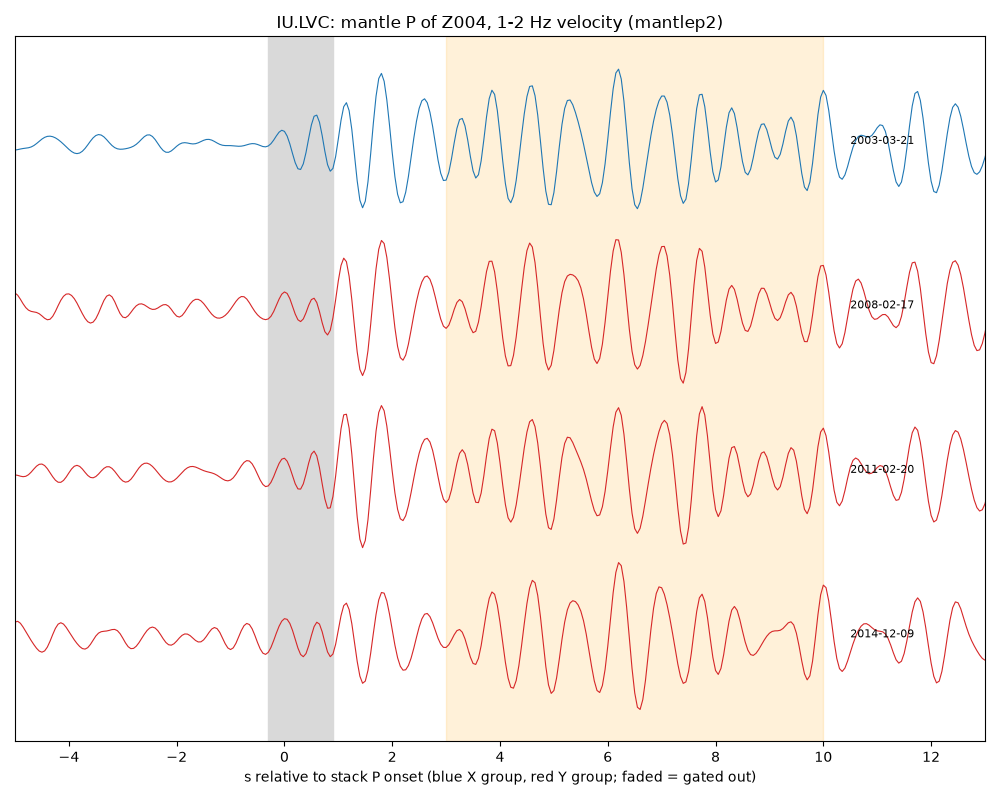 IU.LVC: mantle P of Z004, 1-2 Hz velocity (mantlep2)
2003-03-21
2008-02-17
2011-02-20
2014-12-09
−4 −2 0 2 4 6 8 10 12
s relative to stack P onset (blue X group, red Y group; faded = gated out)